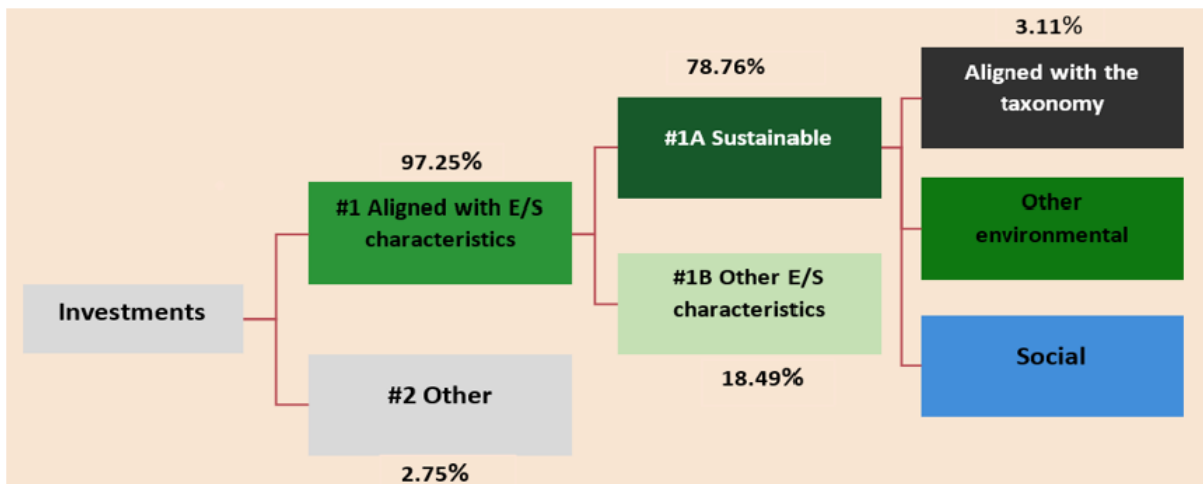 3.11%
78.76%
Aligned with the
taxonomy
#1A Sustainable
97.25%
#1 Aligned with E/S
characteristics
Other
environmental
#1B Other E/S
characteristics
Investments
Social
18.49%
#2 Other
2.75%